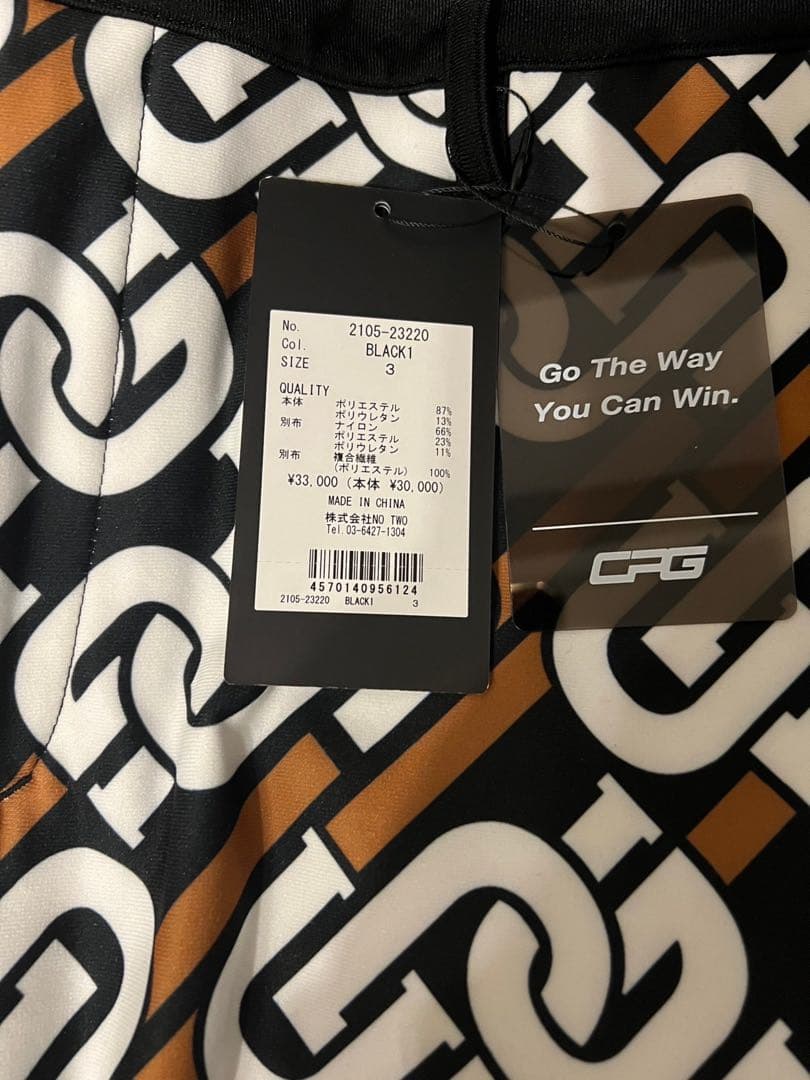 No. 2105-23220
Col. BLACK1
SIZE 3
QUALITY
本体 ポリエステル 87%
ポリウレタン 13%
別布 ナイロン 66%
ポリエステル 23%
ポリウレタン 11%
別布 複合繊維
(ポリエステル) 100%
¥33,000 (本体 ¥30,000)
MADE IN CHINA
株式会社NO TWO
Tel.03-6427-1304
4570140956124
2105-23220 BLACK1 3
Go The Way
You Can Win.
CPG